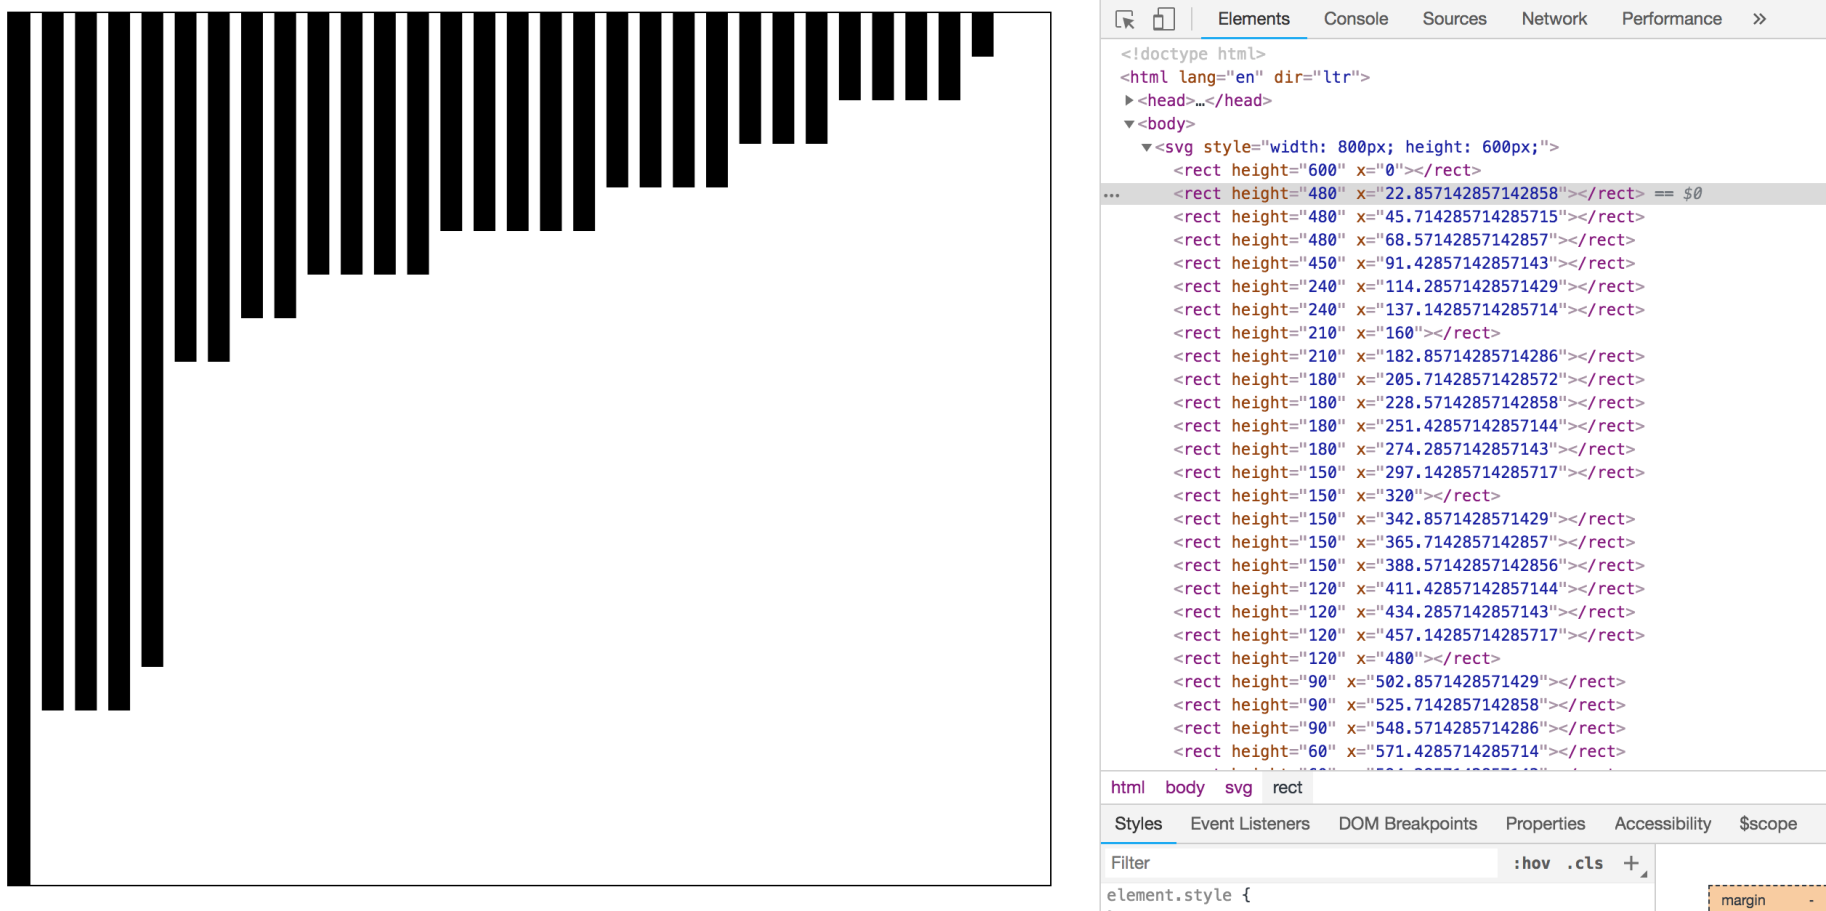 Elements Console Sources Network Performance »
<!doctype html>
<html lang="en" dir="ltr">
<head>…</head>
<body>
<svg style="width: 800px; height: 600px;">
<rect height="600" x="0"></rect>
<rect height="480" x="22.857142857142858"></rect> == $0
<rect height="480" x="45.714285714285715"></rect>
<rect height="480" x="68.57142857142857"></rect>
<rect height="450" x="91.42857142857143"></rect>
<rect height="240" x="114.28571428571429"></rect>
<rect height="240" x="137.14285714285714"></rect>
<rect height="210" x="160"></rect>
<rect height="210" x="182.85714285714286"></rect>
<rect height="180" x="205.71428571428572"></rect>
<rect height="180" x="228.57142857142858"></rect>
<rect height="180" x="251.42857142857144"></rect>
<rect height="180" x="274.2857142857143"></rect>
<rect height="150" x="297.14285714285717"></rect>
<rect height="150" x="320"></rect>
<rect height="150" x="342.8571428571429"></rect>
<rect height="150" x="365.7142857142857"></rect>
<rect height="150" x="388.57142857142856"></rect>
<rect height="120" x="411.42857142857144"></rect>
<rect height="120" x="434.2857142857143"></rect>
<rect height="120" x="457.14285714285717"></rect>
<rect height="120" x="480"></rect>
<rect height="90" x="502.8571428571429"></rect>
<rect height="90" x="525.7142857142858"></rect>
<rect height="90" x="548.5714285714286"></rect>
<rect height="60" x="571.4285714285714"></rect>
html body svg rect
Styles Event Listeners DOM Breakpoints Properties Accessibility $scope
Filter :hov .cls +
element.style {
margin -